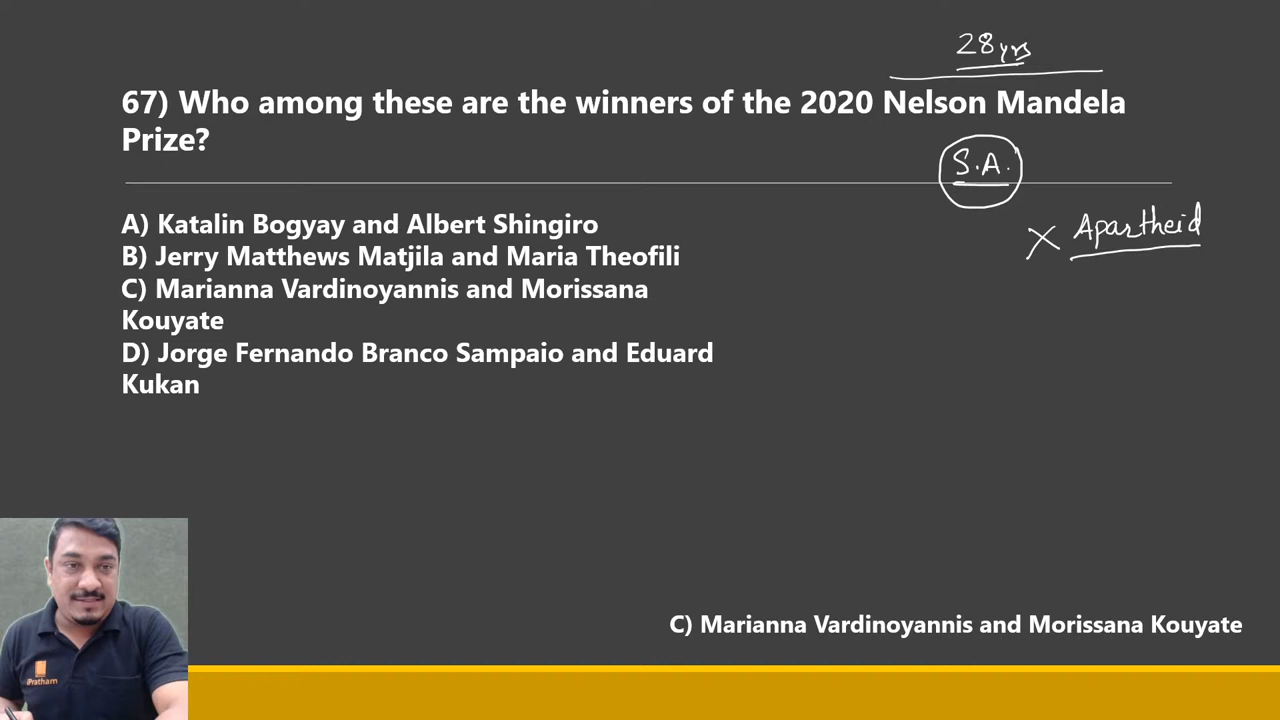 28yrs
67) Who among these are the winners of the 2020 Nelson Mandela
Prize?
S.A.
X Apartheid
A) Katalin Bogyay and Albert Shingiro
B) Jerry Matthews Matjila and Maria Theofili
C) Marianna Vardinoyannis and Morissana
Kouyate
D) Jorge Fernando Branco Sampaio and Eduard
Kukan
C) Marianna Vardinoyannis and Morissana Kouyate
iPratham